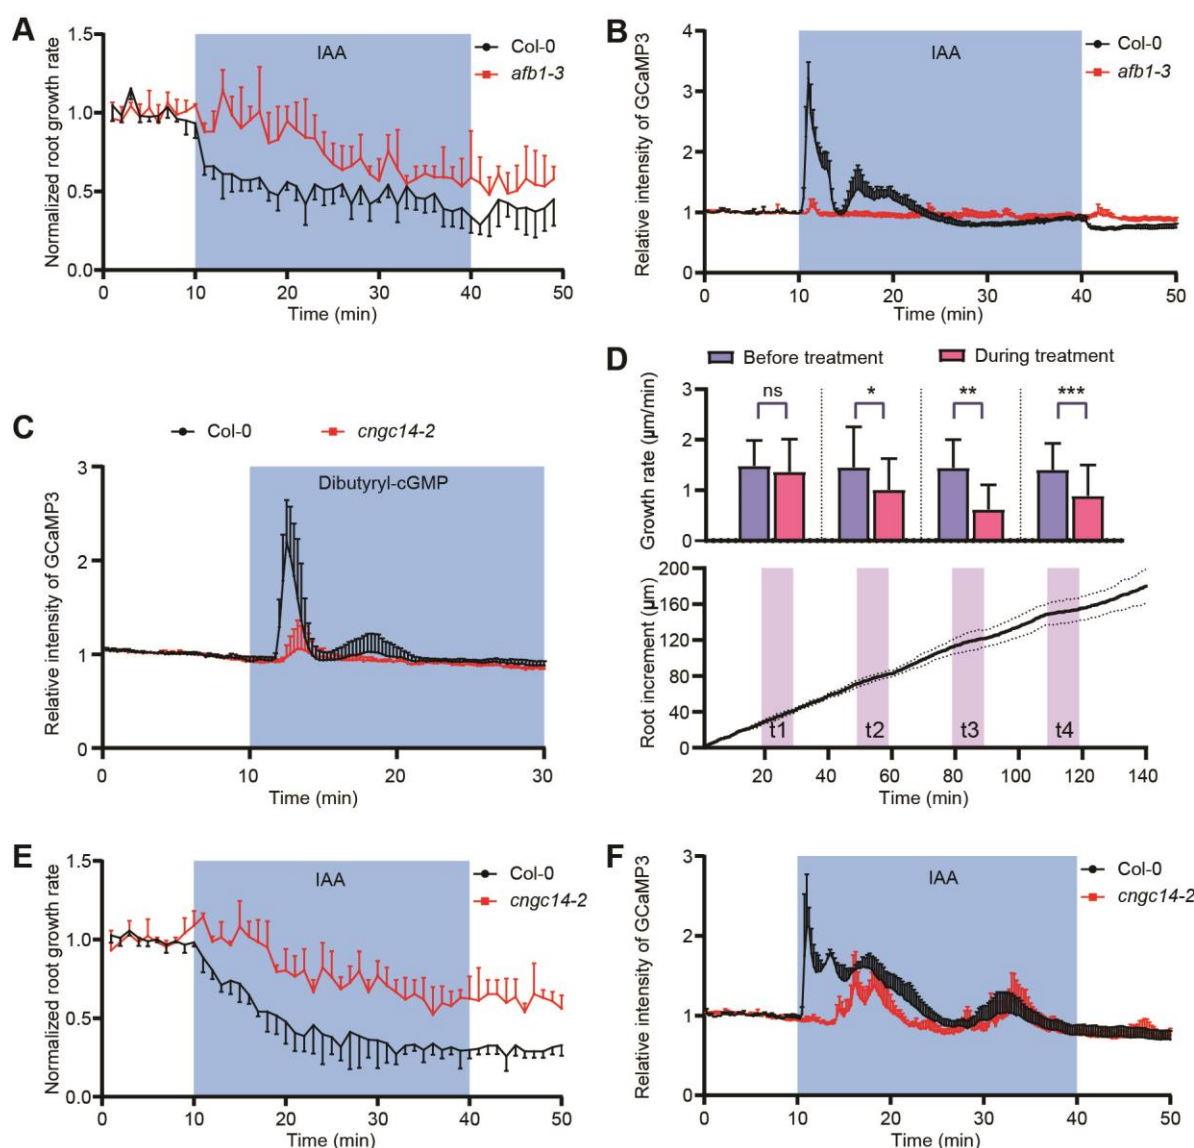 A
Normalized root growth rate
1.5
1.0
0.5
0.0
IAA
Col-0
afb1-3
0 10 20 30 40 50
Time (min)
B
Relative intensity of GCaMP3
4
3
2
1
0
IAA
Col-0
afb1-3
0 10 20 30 40 50
Time (min)
C
Col-0 cngc14-2
Relative intensity of GCaMP3
3
2
1
0
Dibutyryl-cGMP
0 10 20 30
Time (min)
D
Before treatment During treatment
Growth rate (µm/min)
3
2
1
0
ns * ** ***
Root increment (µm)
200
160
120
80
40
0
t1 t2 t3 t4
20 40 60 80 100 120 140
Time (min)
E
Normalized root growth rate
1.5
1.0
0.5
0.0
IAA
Col-0
cngc14-2
0 10 20 30 40 50
Time (min)
F
Relative intensity of GCaMP3
3
2
1
0
IAA
Col-0
cngc14-2
0 10 20 30 40 50
Time (min)